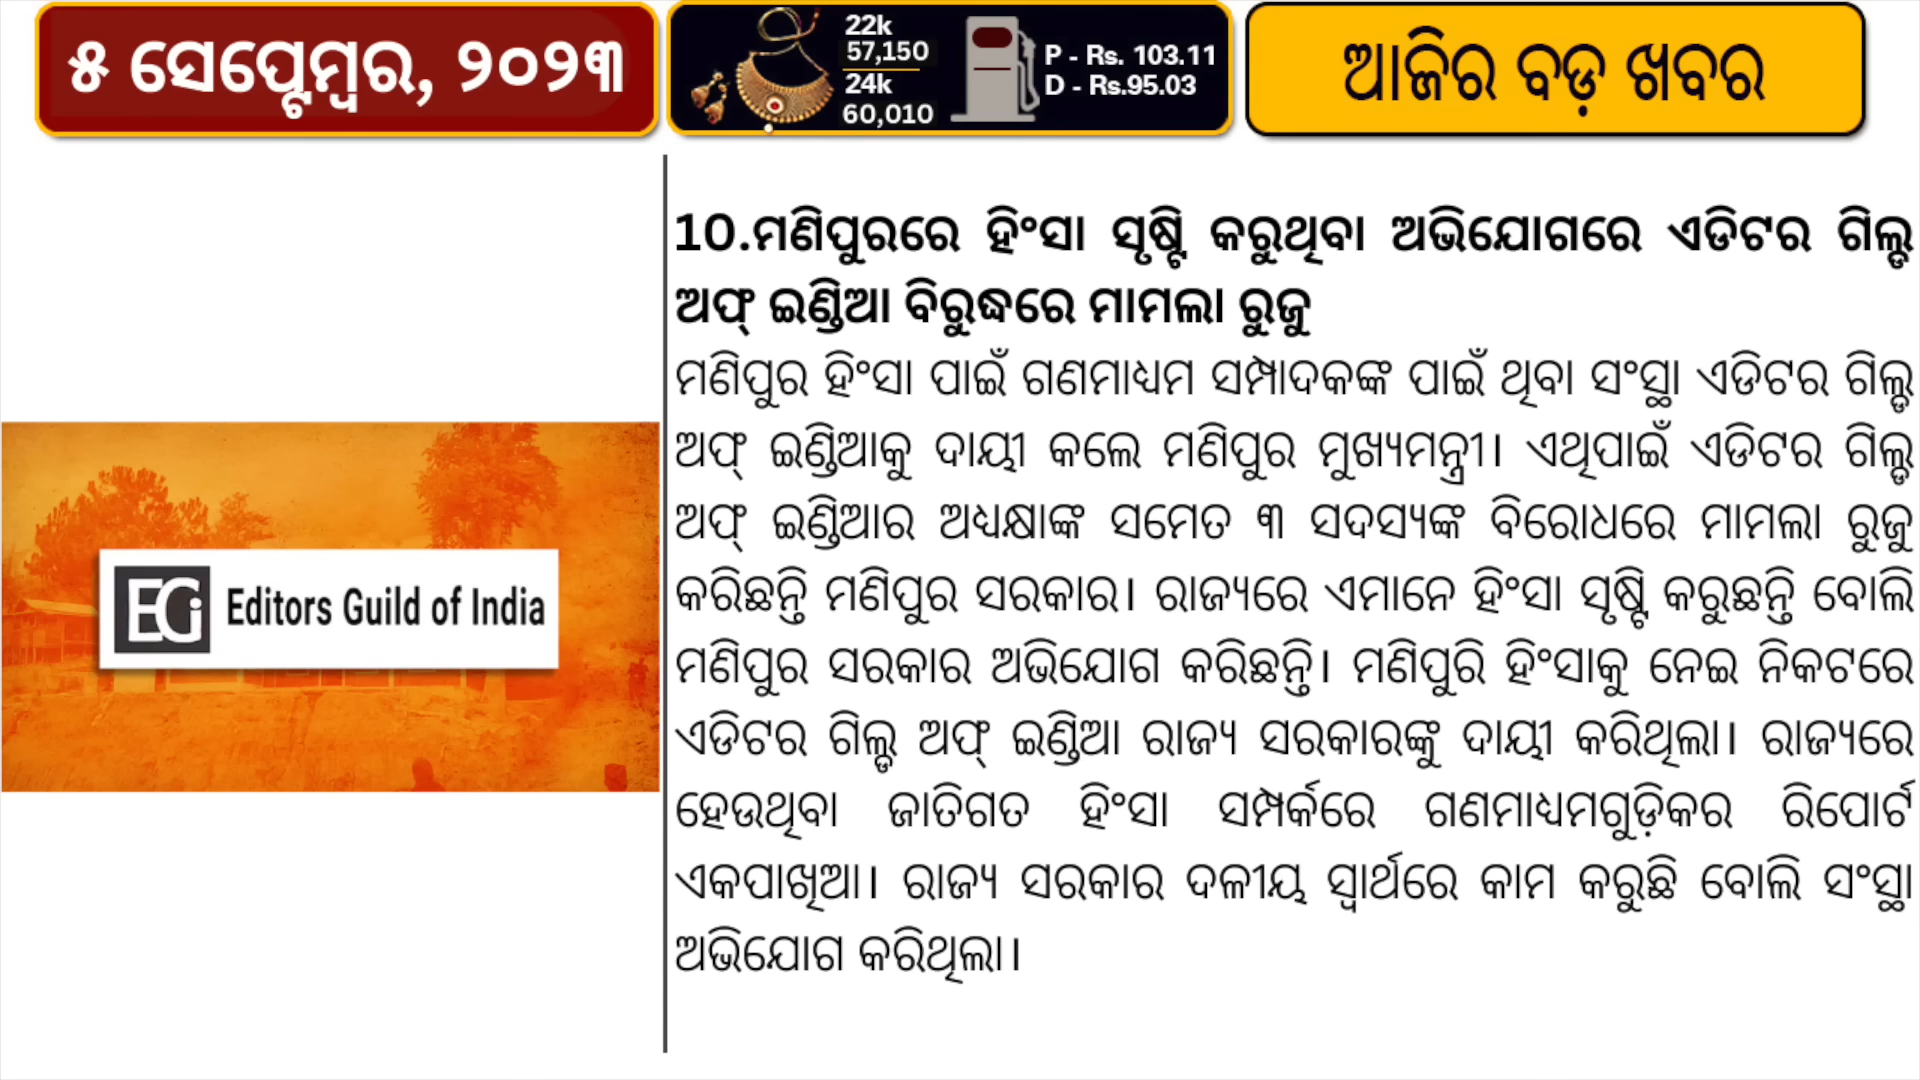 ୫ ସେପ୍ଟେମ୍ବର, ୨୦୨୩
22k
57,150
24k
60,010
P - Rs. 103.11
D - Rs.95.03
ଆଜିର ବଡ଼ ଖବର
10.ମଣିପୁରରେ ହିଂସା ସୃଷ୍ଟି କରୁଥିବା ଅଭିଯୋଗରେ ଏଡିଟର ଗିଲ୍ଡ
ଅଫ୍ ଇଣ୍ଡିଆ ବିରୁଦ୍ଧରେ ମାମଲା ରୁଜୁ
ମଣିପୁର ହିଂସା ପାଇଁ ଗଣମାଧ୍ୟମ ସମ୍ପାଦକଙ୍କ ପାଇଁ ଥିବା ସଂସ୍ଥା ଏଡିଟର ଗିଲ୍ଡ
ଅଫ୍ ଇଣ୍ଡିଆକୁ ଦାୟୀ କଲେ ମଣିପୁର ମୁଖ୍ୟମନ୍ତ୍ରୀ। ଏଥିପାଇଁ ଏଡିଟର ଗିଲ୍ଡ
ଅଫ୍ ଇଣ୍ଡିଆର ଅଧ୍ୟକ୍ଷାଙ୍କ ସମେତ ୩ ସଦସ୍ୟଙ୍କ ବିରୋଧରେ ମାମଲା ରୁଜୁ
କରିଛନ୍ତି ମଣିପୁର ସରକାର। ରାଜ୍ୟରେ ଏମାନେ ହିଂସା ସୃଷ୍ଟି କରୁଛନ୍ତି ବୋଲି
ମଣିପୁର ସରକାର ଅଭିଯୋଗ କରିଛନ୍ତି। ମଣିପୁରି ହିଂସାକୁ ନେଇ ନିକଟରେ
ଏଡିଟର ଗିଲ୍ଡ ଅଫ୍ ଇଣ୍ଡିଆ ରାଜ୍ୟ ସରକାରଙ୍କୁ ଦାୟୀ କରିଥିଲା। ରାଜ୍ୟରେ
ହେଉଥିବା ଜାତିଗତ ହିଂସା ସମ୍ପର୍କରେ ଗଣମାଧ୍ୟମଗୁଡ଼ିକର ରିପୋର୍ଟ
ଏକପାଖିଆ। ରାଜ୍ୟ ସରକାର ଦଳୀୟ ସ୍ୱାର୍ଥରେ କାମ କରୁଛି ବୋଲି ସଂସ୍ଥା
ଅଭିଯୋଗ କରିଥିଲା।
EGi Editors Guild of India